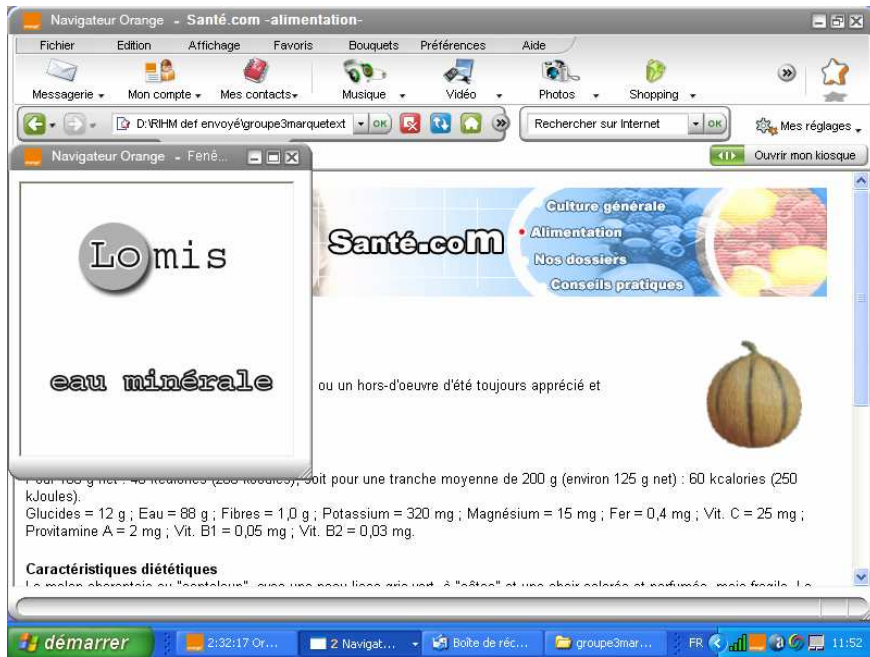 Navigateur Orange - Santé.com -alimentation-
Fichier Edition Affichage Favoris Bouquets Préférences Aide
Messagerie Mon compte Mes contacts Musique Vidéo Photos Shopping
D:\RIHM def envoyé\groupe3marquetext OK Rechercher sur Internet OK Mes réglages
Navigateur Orange - Fenê...
Ouvrir mon kiosque
Lomis
eau minérale
Santé.com
Culture générale
Alimentation
Nos dossiers
Conseils pratiques
ou un hors-d'oeuvre d'été toujours apprécié et
soit pour une tranche moyenne de 200 g (environ 125 g net) : 60 kcalories (250
kJoules).
Glucides = 12 g ; Eau = 88 g ; Fibres = 1,0 g ; Potassium = 320 mg ; Magnésium = 15 mg ; Fer = 0,4 mg ; Vit. C = 25 mg ;
Provitamine A = 2 mg ; Vit. B1 = 0,05 mg ; Vit. B2 = 0,03 mg.
Caractéristiques diététiques
démarrer 2:32:17 Or... 2 Navigat... Boîte de réc... groupe3mar... FR 11:52